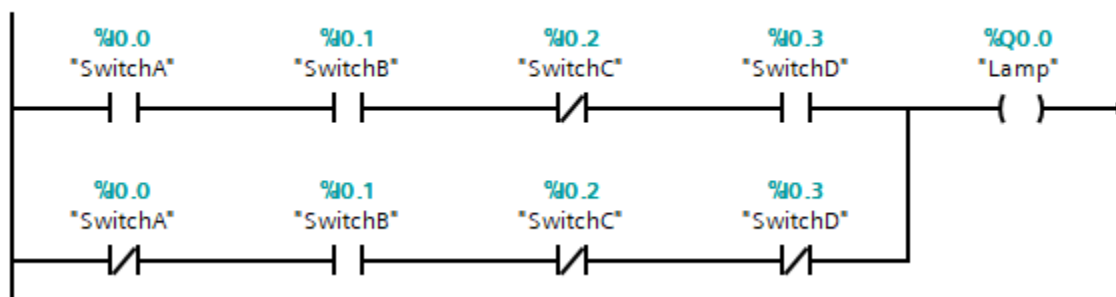 %I0.0 %I0.1 %I0.2 %I0.3 %Q0.0
"SwitchA" "SwitchB" "SwitchC" "SwitchD" "Lamp"
%I0.0 %I0.1 %I0.2 %I0.3
"SwitchA" "SwitchB" "SwitchC" "SwitchD"